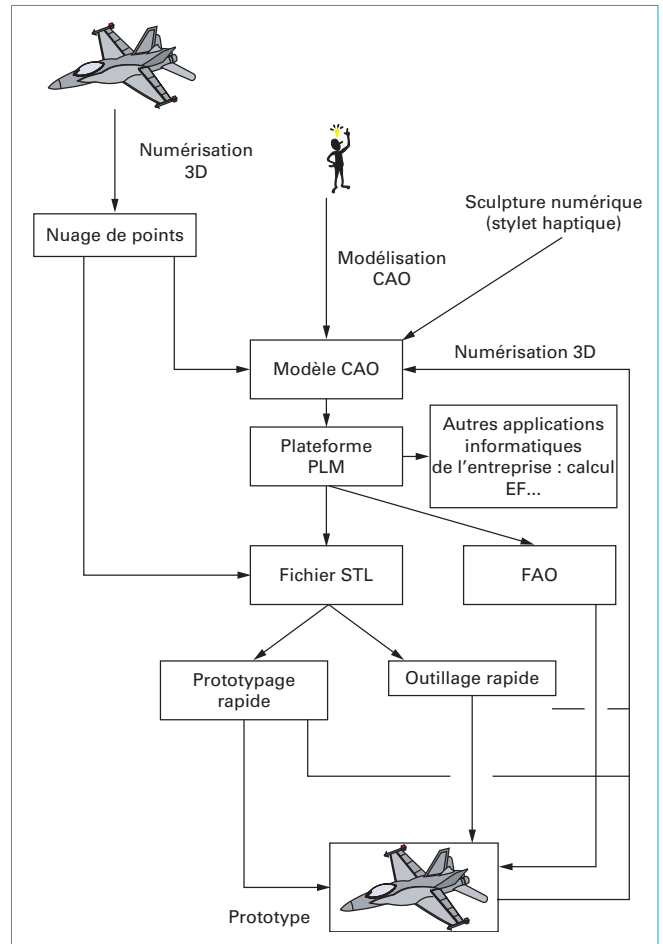 Numérisation
3D
Sculpture numérique
(stylet haptique)
Nuage de points
Modélisation
CAO
Numérisation 3D
Modèle CAO
Autres applications
informatiques
de l'entreprise : calcul
EF...
Plateforme
PLM
Fichier STL
FAO
Prototypage
rapide
Outillage rapide
Prototype